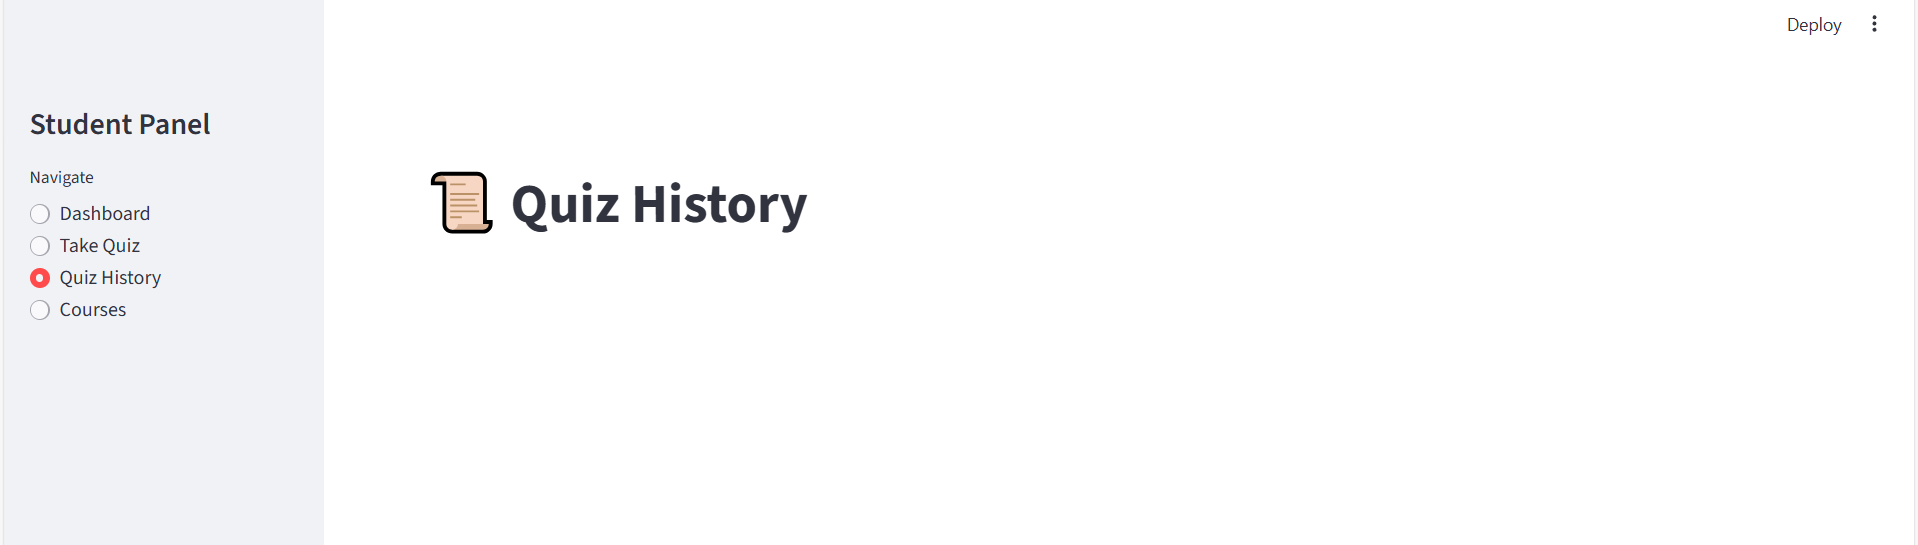 Deploy
Student Panel
Navigate
Dashboard
Take Quiz
Quiz History
Courses
Quiz History